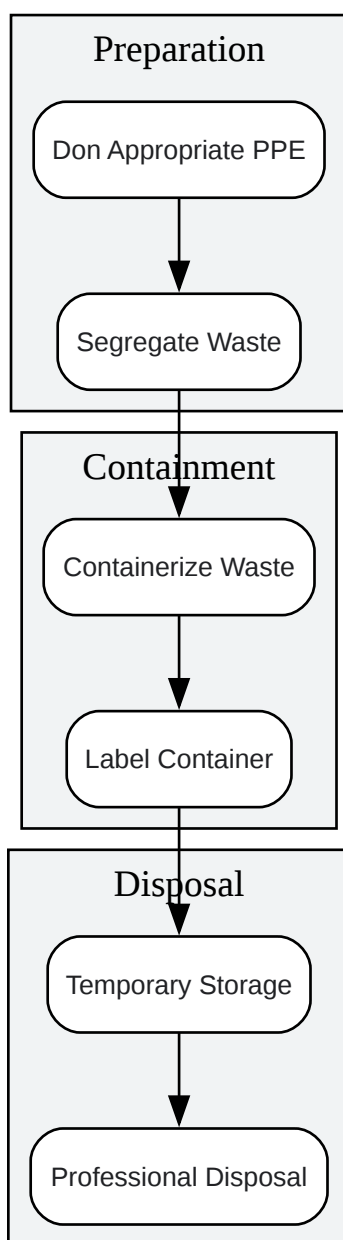 Preparation
Don Appropriate PPE
Segregate Waste
Containment
Containerize Waste
Label Container
Disposal
Temporary Storage
Professional Disposal